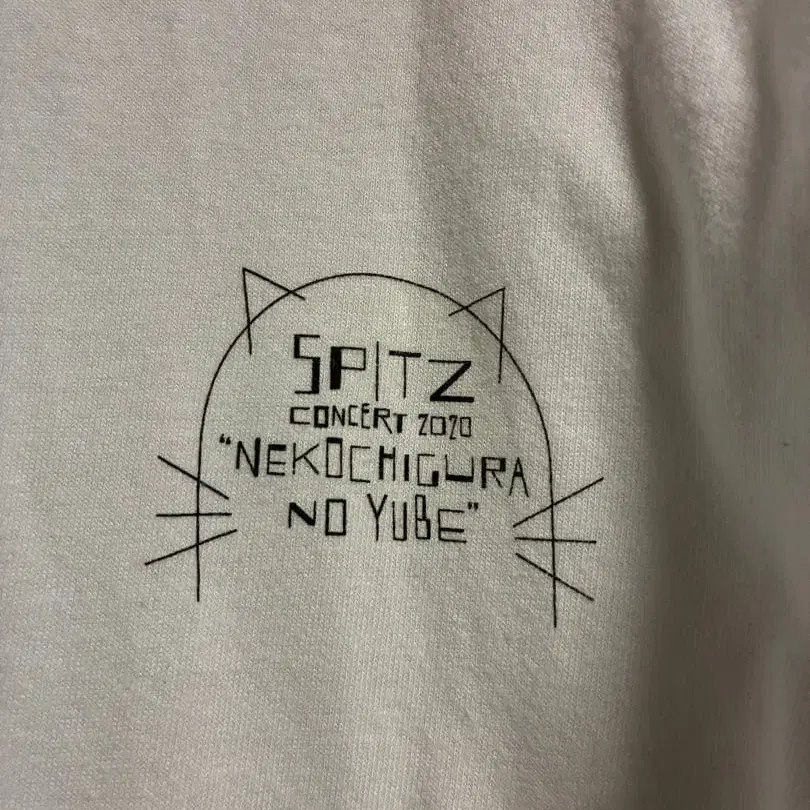 SPITZ
CONCERT 2020
"NEKOCHIGURA
NO YUBE"